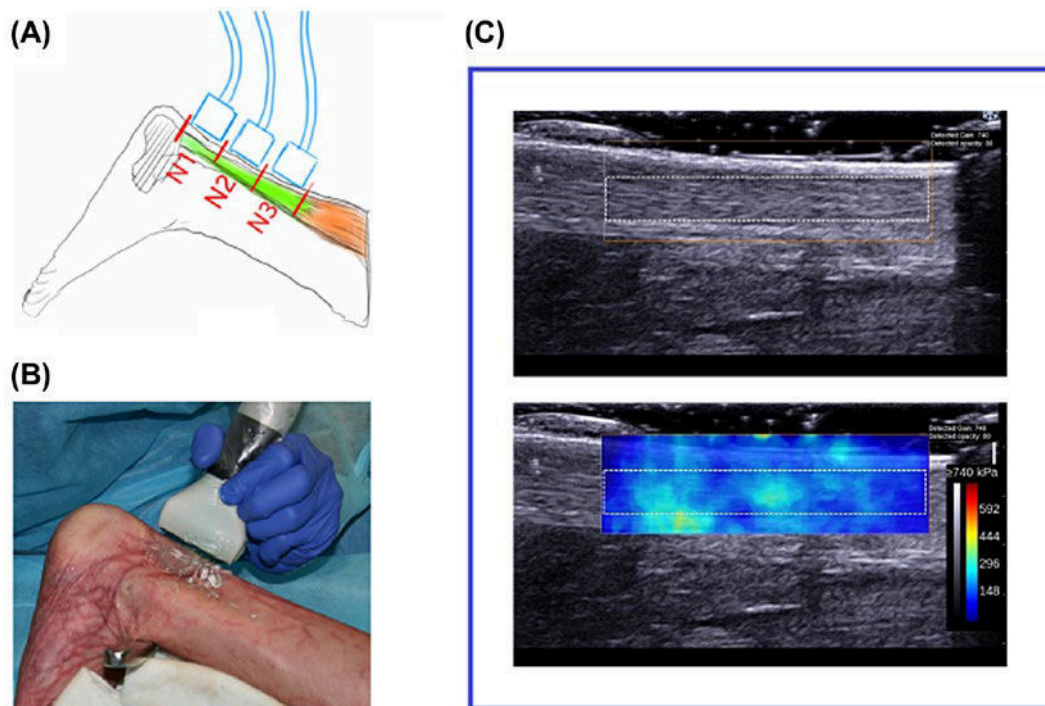 (A)
N1
N2
N3
(B)
(C)
Detected Gain: 740
Detected opacity: 80
Detected Gain: 740
Detected opacity: 80
>740 kPa
592
444
296
148